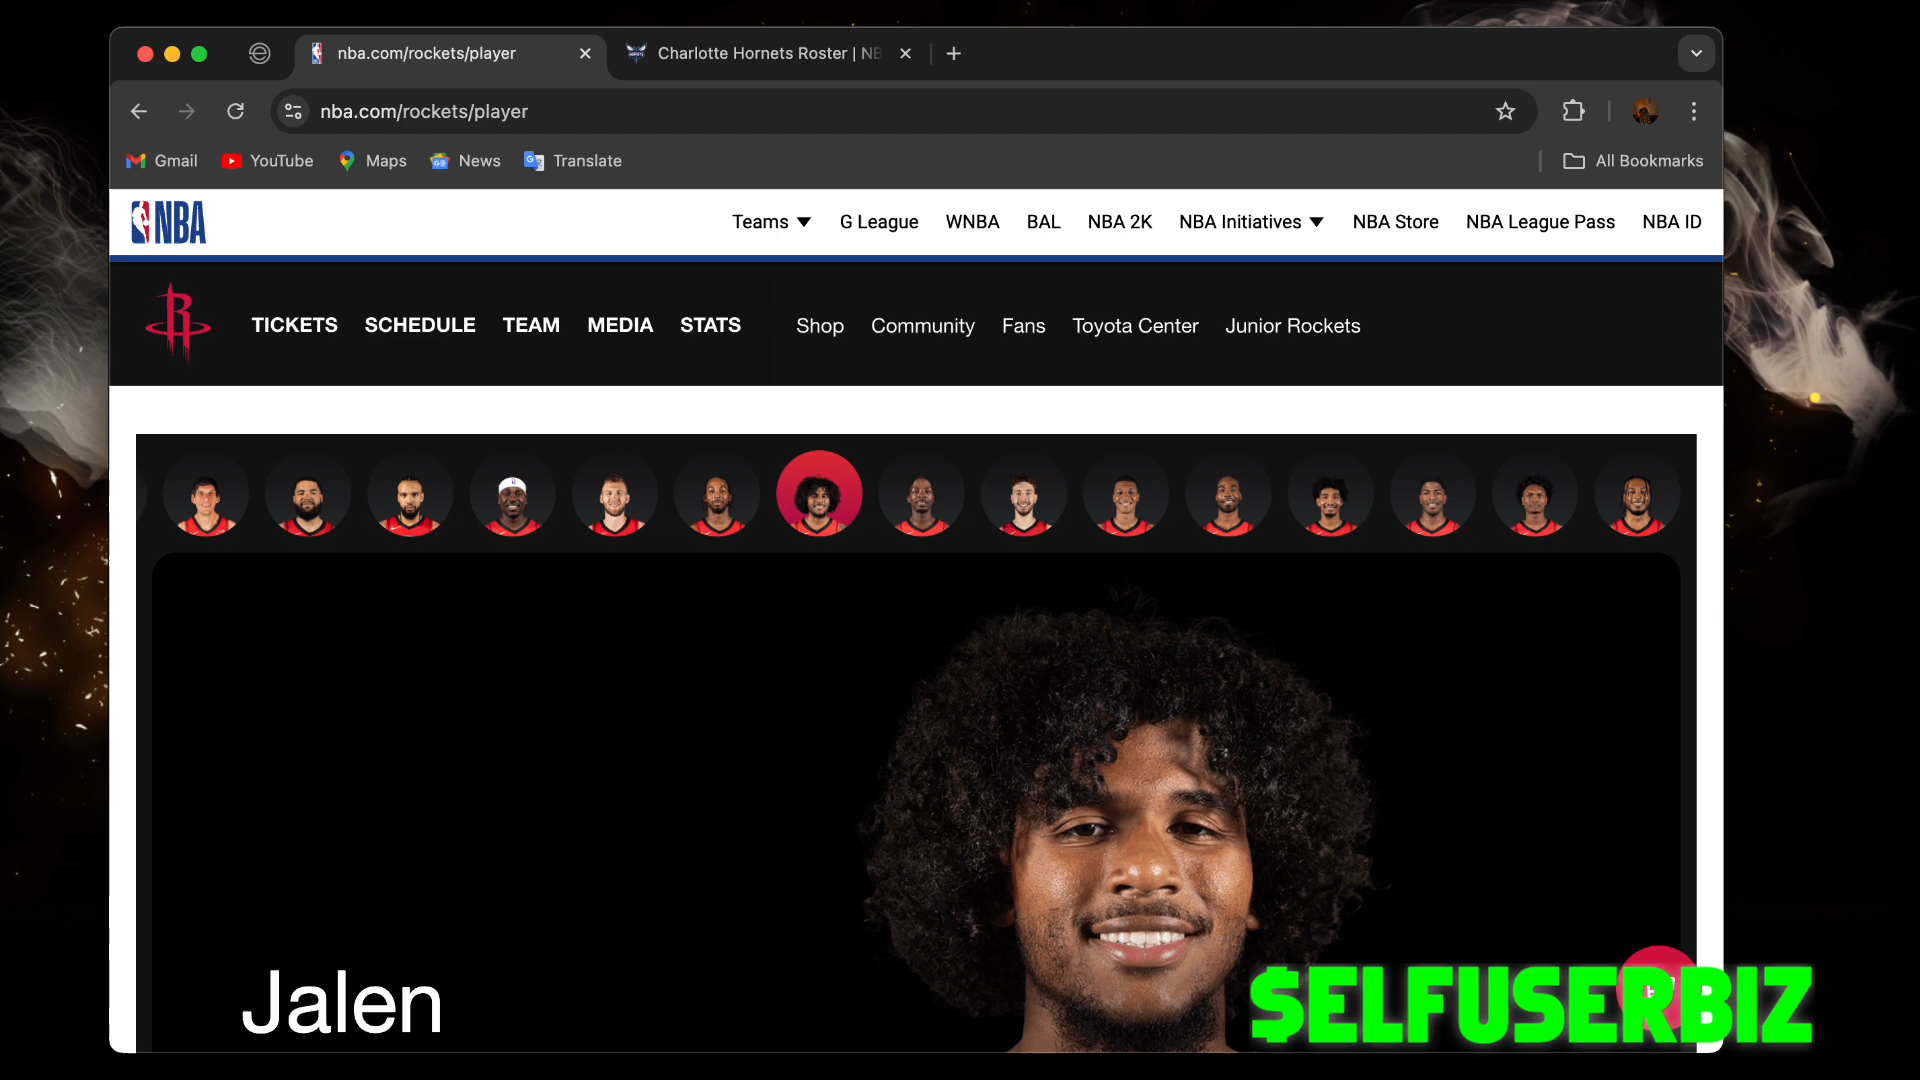 nba.com/rockets/player
Charlotte Hornets Roster | NB
nba.com/rockets/player
Gmail YouTube Maps News Translate All Bookmarks
NBA Teams G League WNBA BAL NBA 2K NBA Initiatives NBA Store NBA League Pass NBA ID
R TICKETS SCHEDULE TEAM MEDIA STATS Shop Community Fans Toyota Center Junior Rockets
Jalen
$ELFUSERBIZ